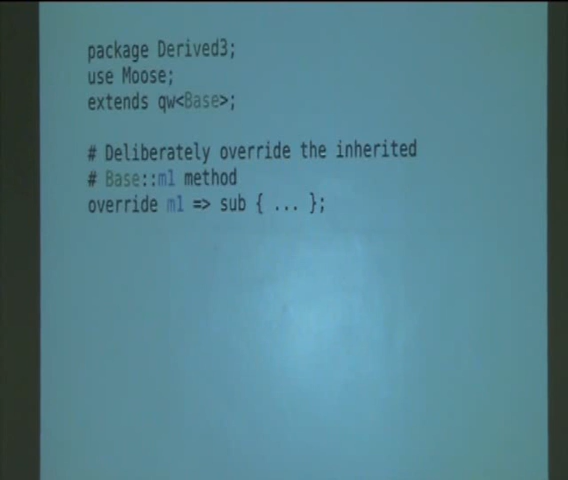 package Derived3;
use Moose;
extends qw<Base>;
# Deliberately override the inherited
# Base::m1 method
override m1 => sub { ... };